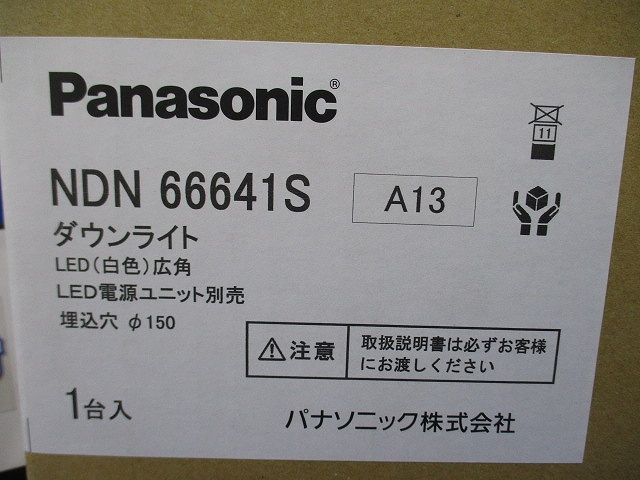 Panasonic®
NDN 66641S
A13
11
ダウンライト
LED(白色)広角
LED電源ユニット別売
埋込穴 φ150
⚠注意
取扱説明書は必ずお客様
にお渡しください
1台入
パナソニック株式会社